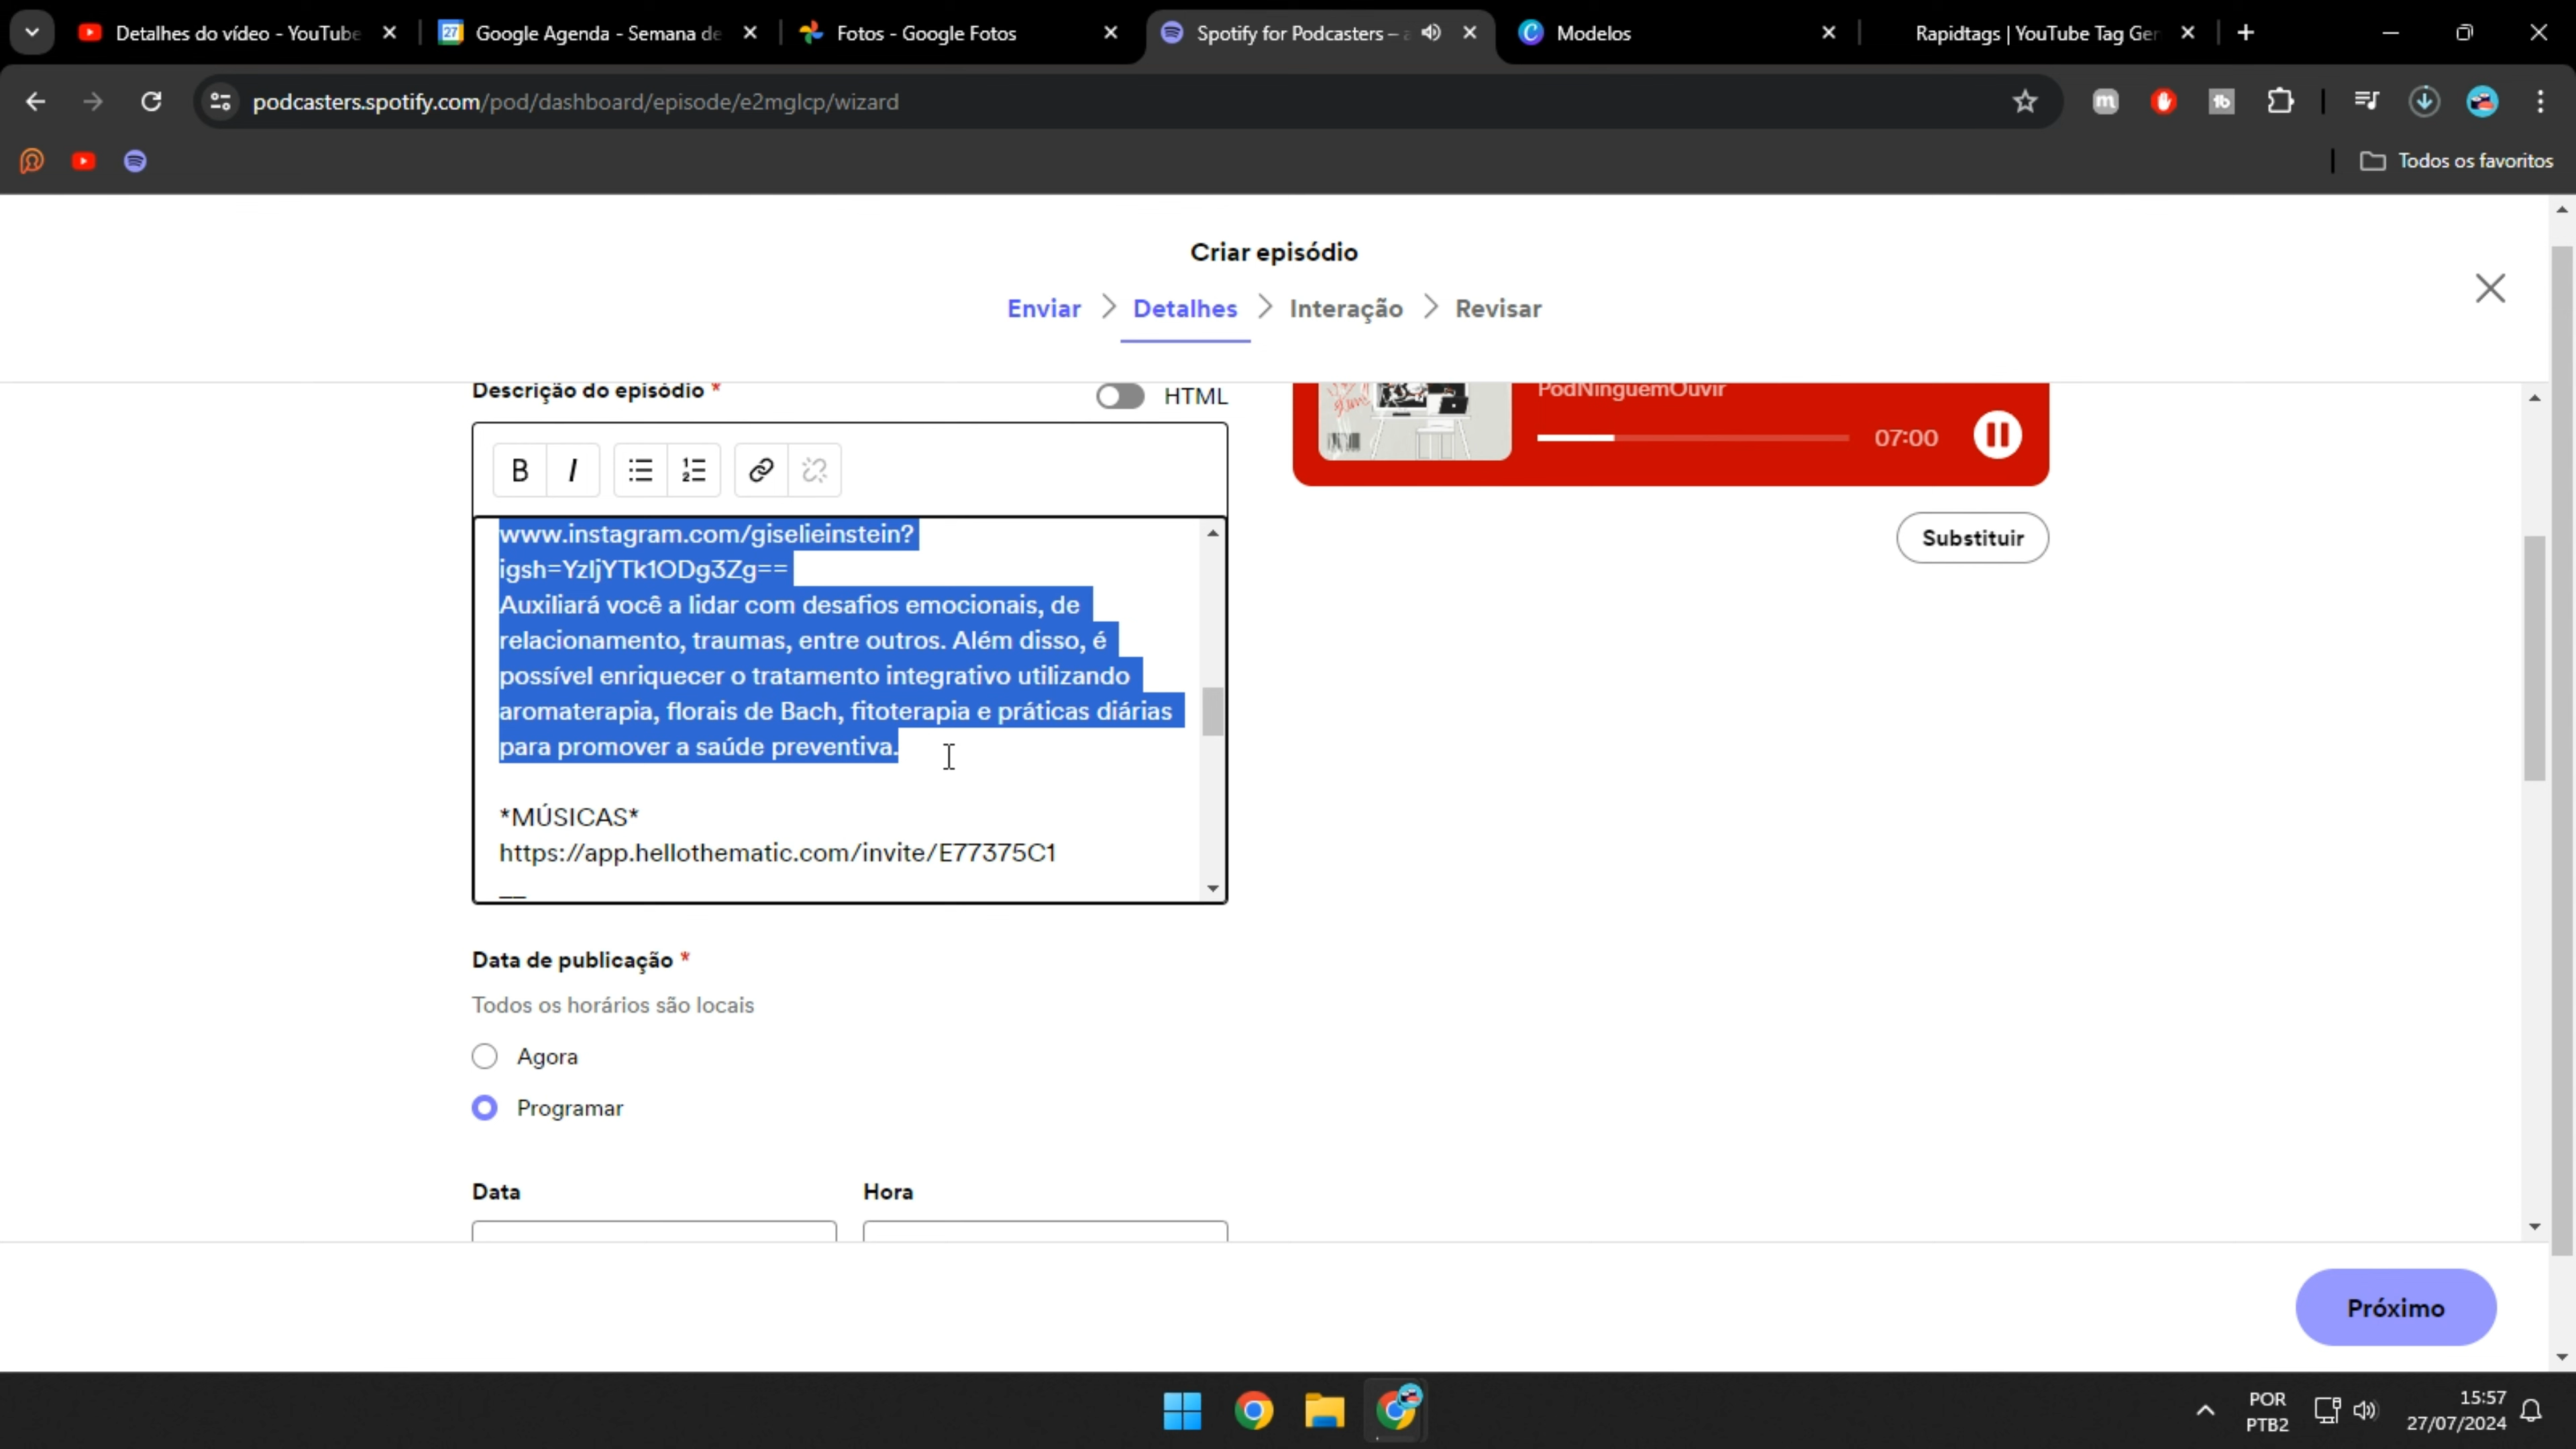 Detalhes do vídeo - YouTube
27
Google Agenda - Semana de
Fotos - Google Fotos
Spotify for Podcasters – a
Modelos
Rapidtags | YouTube Tag Ger
podcasters.spotify.com/pod/dashboard/episode/e2mglcp/wizard
Todos os favoritos
Criar episódio
Enviar
Detalhes
Interação
Revisar
Descrição do episódio *
HTML
PodNinguemOuvir
07:00
B I
Substituir
www.instagram.com/giselieinstein?
igsh=YzljYTk1ODg3Zg==
Auxiliará você a lidar com desafios emocionais, de
relacionamento, traumas, entre outros. Além disso, é
possível enriquecer o tratamento integrativo utilizando
aromaterapia, florais de Bach, fitoterapia e práticas diárias
para promover a saúde preventiva.
*MÚSICAS*
https://app.hellothematic.com/invite/E77375C1
__
Data de publicação *
Todos os horários são locais
Agora
Programar
Data
Hora
Próximo
POR
PTB2
15:57
27/07/2024